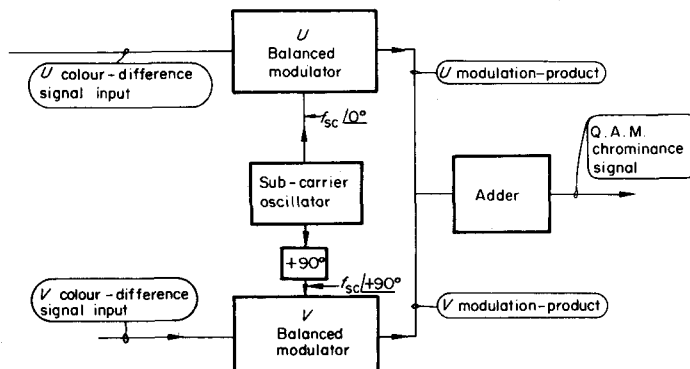 U
Balanced
modulator
U colour-difference
signal input
U modulation-product
fsc /0°
Q.A.M.
chrominance
signal
Sub-carrier
oscillator
Adder
+90°
fsc/+90°
V colour-difference
signal input
V modulation-product
V
Balanced
modulator